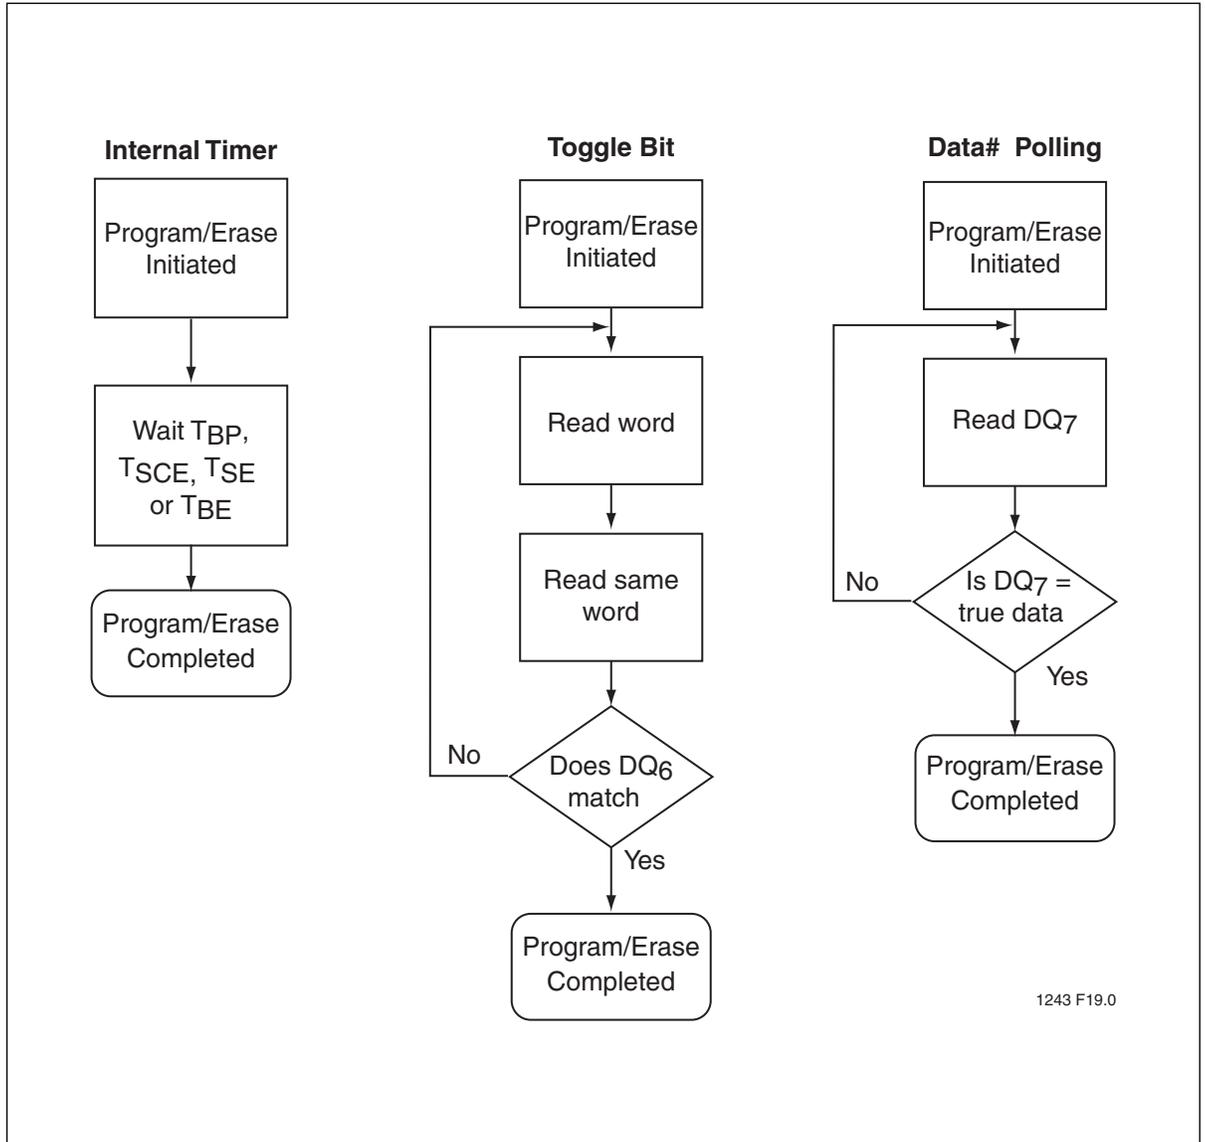 Internal Timer
Program/Erase
Initiated
Wait TBP,
TSCE, TSE
or TBE
Program/Erase
Completed
Toggle Bit
Program/Erase
Initiated
Read word
Read same
word
Does DQ6
match
No
Yes
Program/Erase
Completed
Data# Polling
Program/Erase
Initiated
Read DQ7
Is DQ7 =
true data
No
Yes
Program/Erase
Completed
1243 F19.0